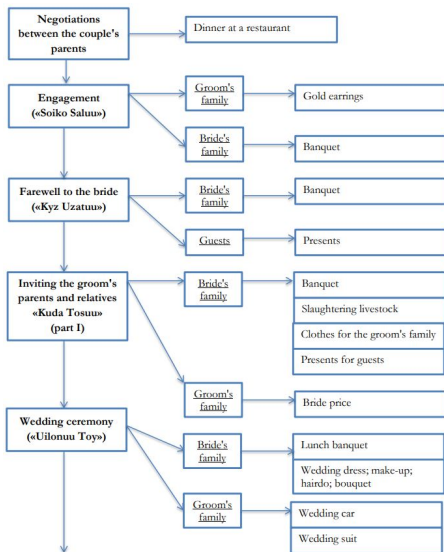 Negotiations
between the couple's
parents
Dinner at a restaurant
Engagement
(«Soiko Saluu»)
Groom's
family
Gold earrings
Bride's
family
Banquet
Farewell to the bride
(«Kyz Uzatuu»)
Bride's
family
Banquet
Guests
Presents
Inviting the groom's
parents and relatives
«Kuda Tosuu»
(part I)
Bride's
family
Banquet
Slaughtering livestock
Clothes for the groom's family
Presents for guests
Groom's
family
Bride price
Wedding ceremony
(«Uilonuu Toy»)
Bride's
family
Lunch banquet
Wedding dress; make-up;
hairdo; bouquet
Groom's
family
Wedding car
Wedding suit